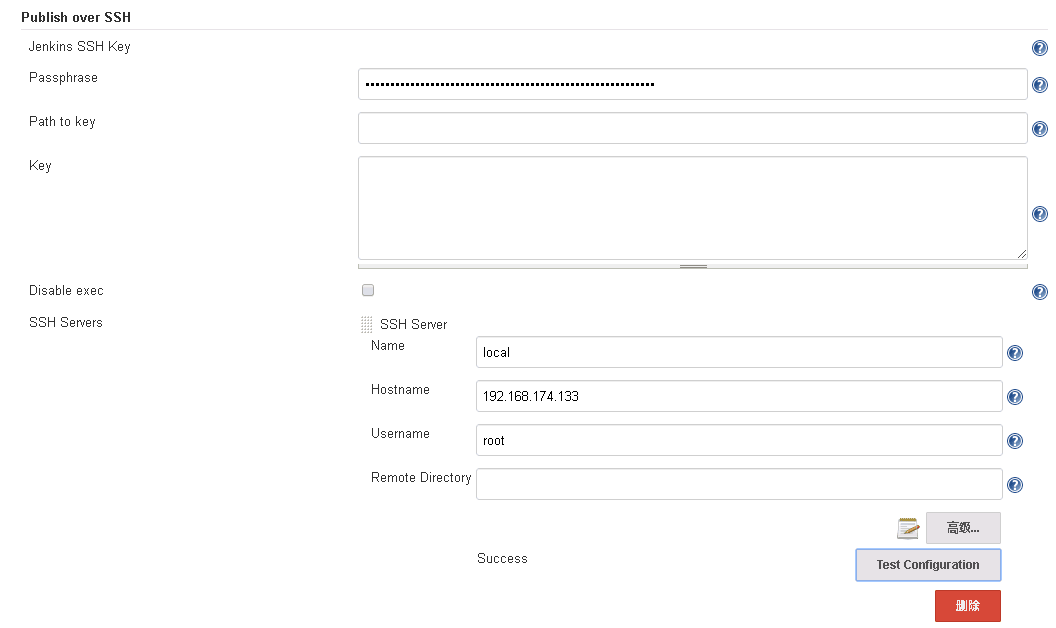 Publish over SSH
Jenkins SSH Key
Passphrase
Path to key
Key
Disable exec
SSH Servers
SSH Server
Name
local
Hostname
192.168.174.133
Username
root
Remote Directory
高级...
Success
Test Configuration
删除